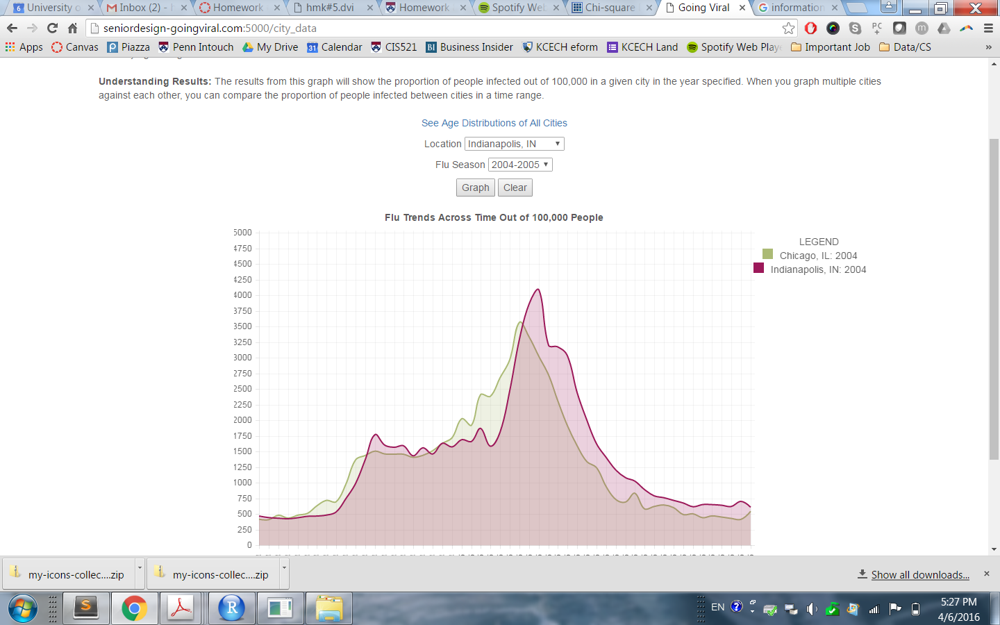 University o
Inbox (2) - h
Homework
hmk#5.dvi
Homework
Spotify Web
Chi-square
Going Viral
information
seniordesign-goingviral.com:5000/city_data
Apps
Canvas
Piazza
Penn Intouch
My Drive
31 Calendar
CIS521
BI Business Insider
KCECH eform
KCECH Land
Spotify Web Play
Important Job
Data/CS
»
Understanding Results: The results from this graph will show the proportion of people infected out of 100,000 in a given city in the year specified. When you graph multiple cities
against each other, you can compare the proportion of people infected between cities in a time range.
See Age Distributions of All Cities
Location Indianapolis, IN
Flu Season 2004-2005
Graph Clear
Flu Trends Across Time Out of 100,000 People
5000
4750
4500
4250
4000
3750
3500
3250
3000
2750
2500
2250
2000
1750
1500
1250
1000
750
500
250
0
LEGEND
Chicago, IL: 2004
Indianapolis, IN: 2004
my-icons-collec....zip
my-icons-collec....zip
Show all downloads...
EN
5:27 PM
4/6/2016